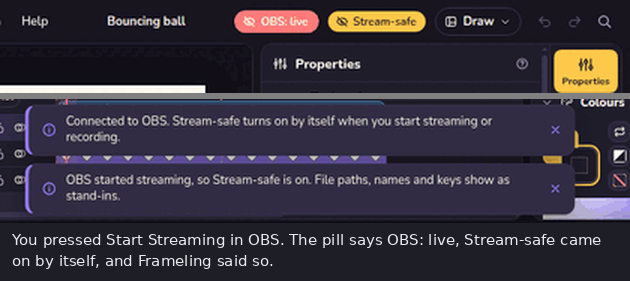 Help
Bouncing ball
OBS: live
Stream-safe
Draw
Properties
Properties
Colours
Connected to OBS. Stream-safe turns on by itself when you start streaming or
recording.
OBS started streaming, so Stream-safe is on. File paths, names and keys show as
stand-ins.
You pressed Start Streaming in OBS. The pill says OBS: live, Stream-safe came
on by itself, and Frameling said so.